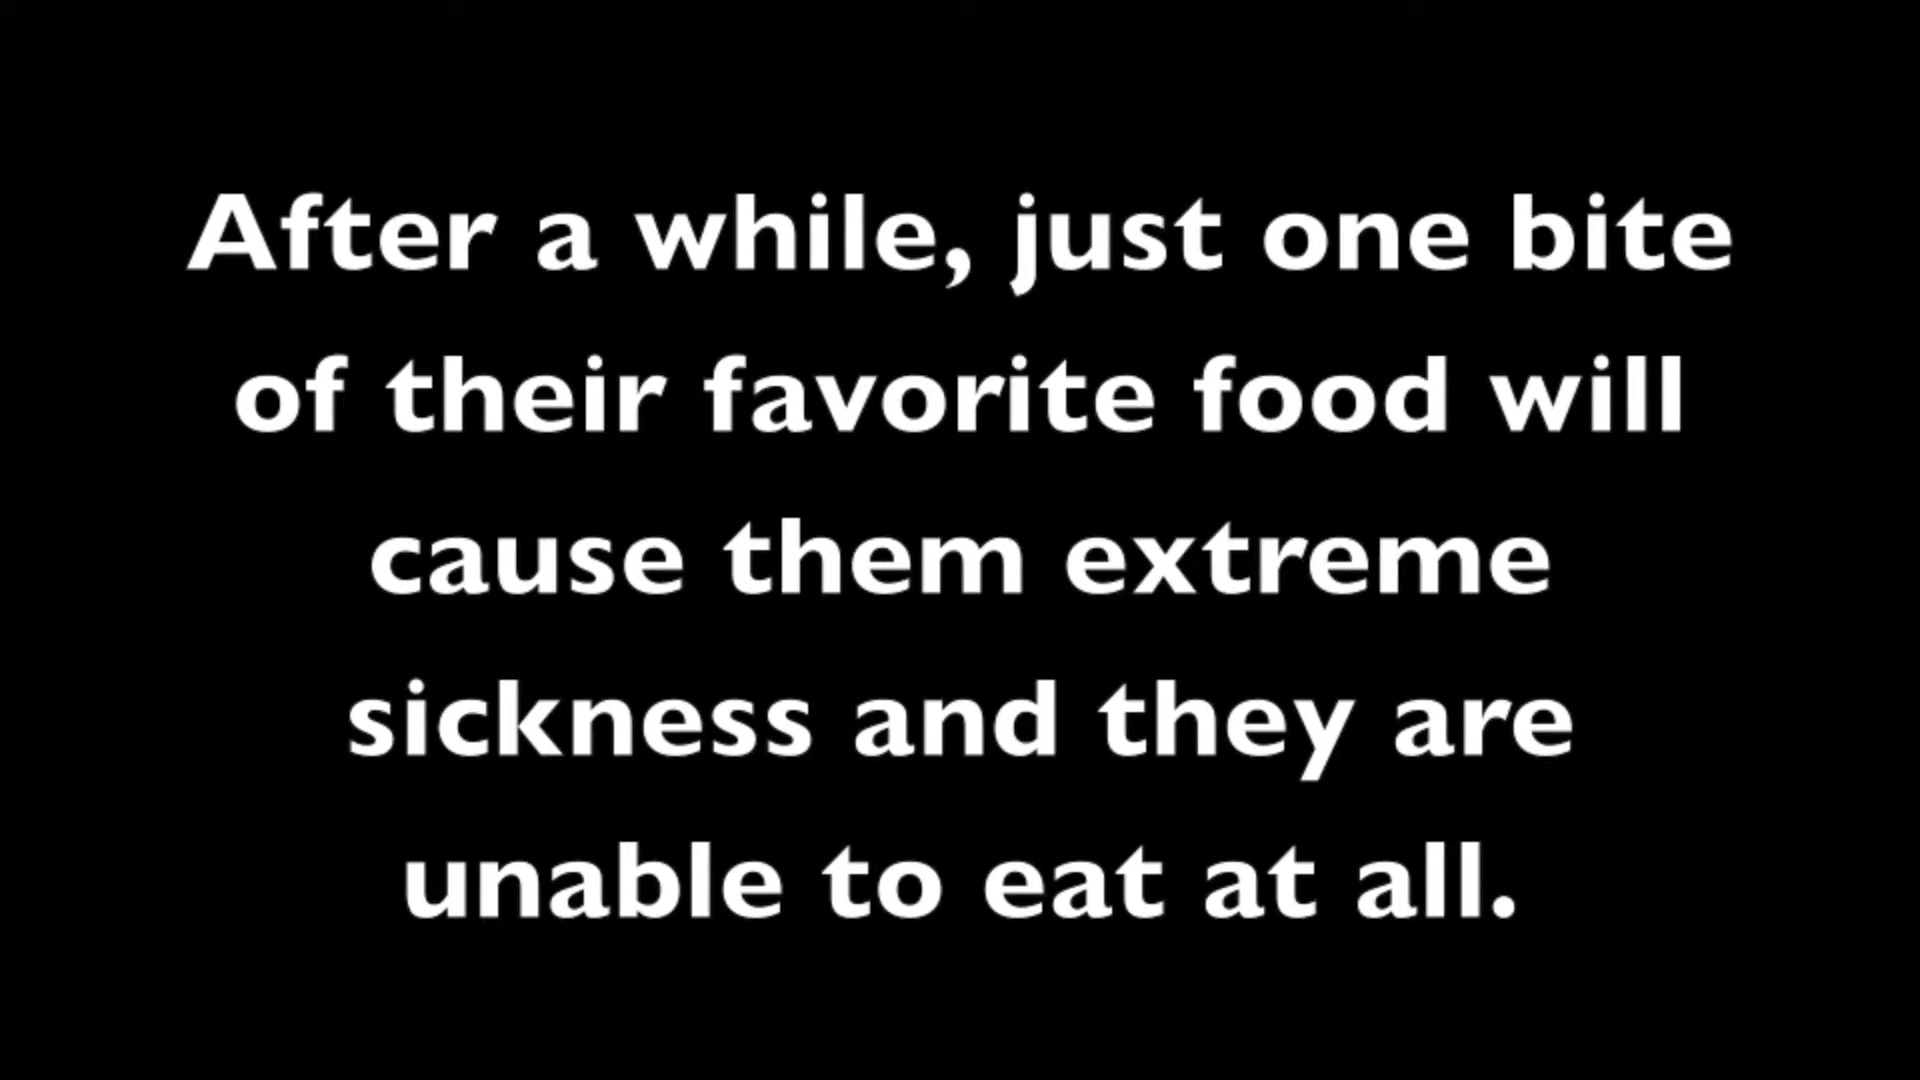 After a while, just one bite
of their favorite food will
cause them extreme
sickness and they are
unable to eat at all.